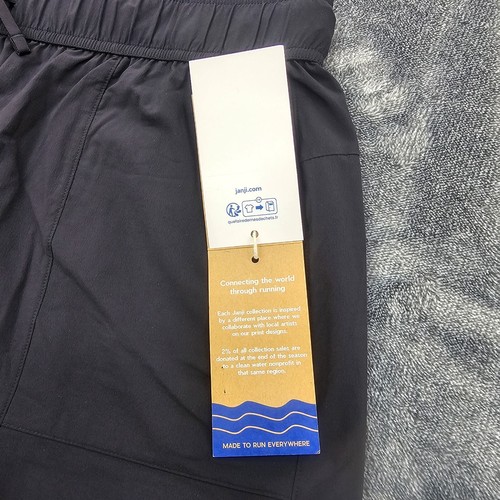 janji.com
Connecting the world
through running
Each Janji collection is inspired
by a different place where we
collaborate with local artists
on our print designs.
2% of all collection sales are
donated at the end of the season
to a clean water nonprofit in
that same region.
MADE TO RUN EVERYWHERE